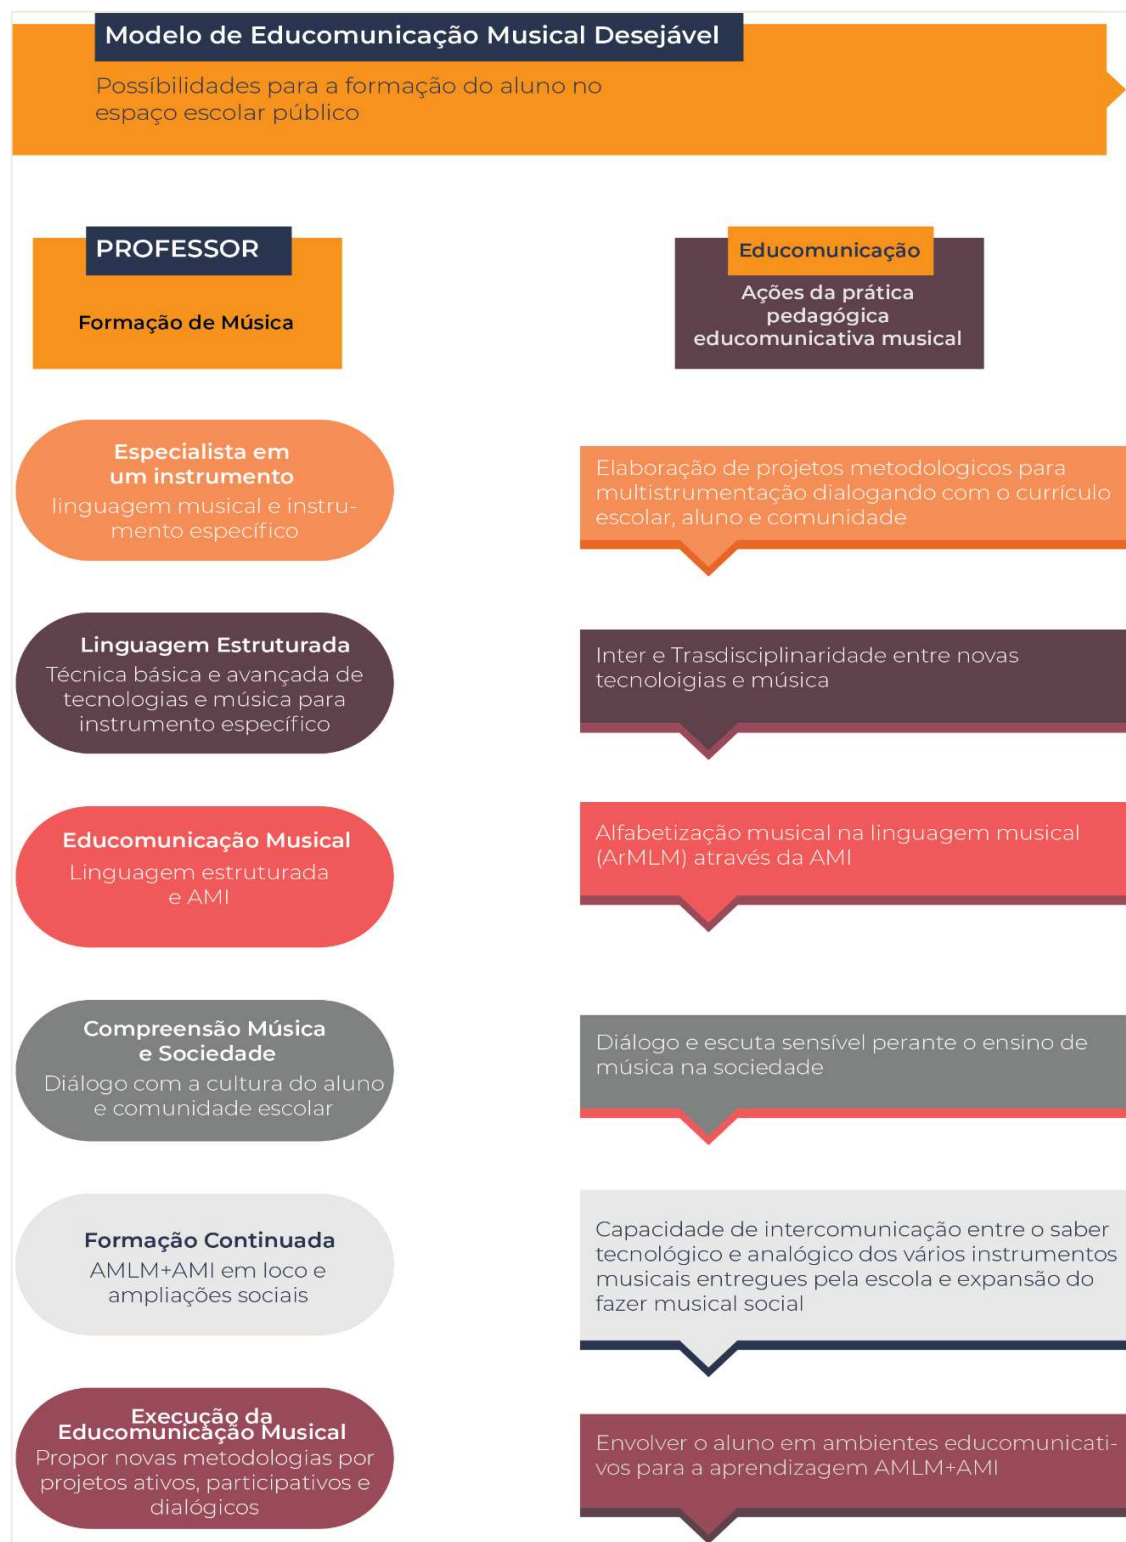 Modelo de Educomunicação Musical Desejável
Possíbilidades para a formação do aluno no
espaço escolar público
PROFESSOR
Formação de Música
Educomunicação
Ações da prática
pedagógica
educomunicativa musical
Especialista em
um instrumento
linguagem musical e instru-
mento específico
Elaboração de projetos metodologicos para
multistrumentação dialogando com o currículo
escolar, aluno e comunidade
Linguagem Estruturada
Técnica básica e avançada de
tecnologias e música para
instrumento específico
Inter e Trasdisciplinaridade entre novas
tecnoloigias e música
Educomunicação Musical
Linguagem estruturada
e AMI
Alfabetização musical na linguagem musical
(ArMLM) através da AMI
Compreensão Música
e Sociedade
Diálogo com a cultura do aluno
e comunidade escolar
Diálogo e escuta sensível perante o ensino de
música na sociedade
Formação Continuada
AMLM+AMI em loco e
ampliações sociais
Capacidade de intercomunicação entre o saber
tecnológico e analógico dos vários instrumentos
musicais entregues pela escola e expansão do
fazer musical social
Execução da
Educomunicação Musical
Propor novas metodologias por
projetos ativos, participativos e
dialógicos
Envolver o aluno em ambientes educomunicati-
vos para a aprendizagem AMLM+AMI